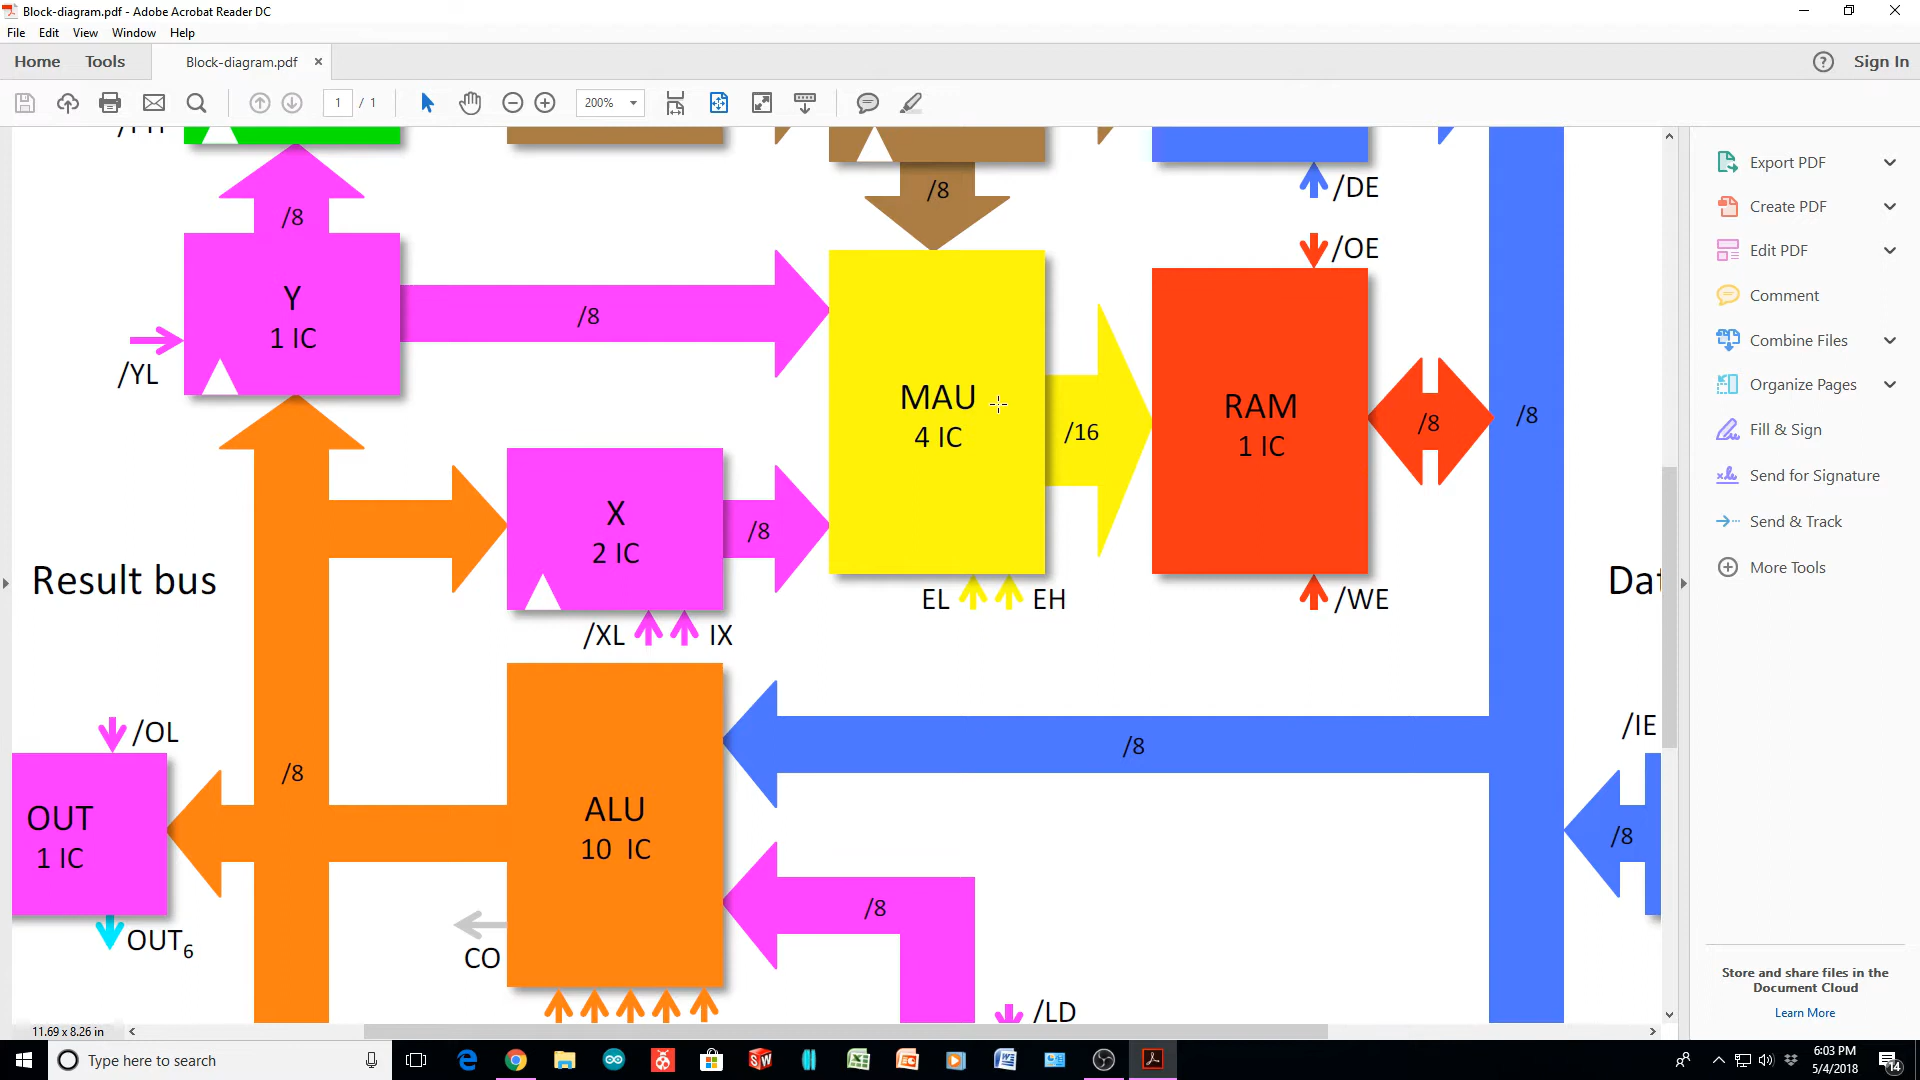 Block-diagram.pdf - Adobe Acrobat Reader DC
File Edit View Window Help
Home Tools Block-diagram.pdf × Sign In
1 / 1 200%
/8 /DE
/OE
/8
Y
1 IC
/8
/YL
MAU
4 IC
/16
RAM
1 IC
/8
/8
X
2 IC
/8
Result bus
EL EH
/WE
/XL IX
/OL
/IE
/8
/8
OUT
1 IC
ALU
10 IC
/8
/8
OUT6
CO
/LD
Export PDF
Create PDF
Edit PDF
Comment
Combine Files
Organize Pages
Fill & Sign
Send for Signature
Send & Track
More Tools
Store and share files in the
Document Cloud
Learn More
11.69 x 8.26 in
Type here to search
6:03 PM
5/4/2018
14